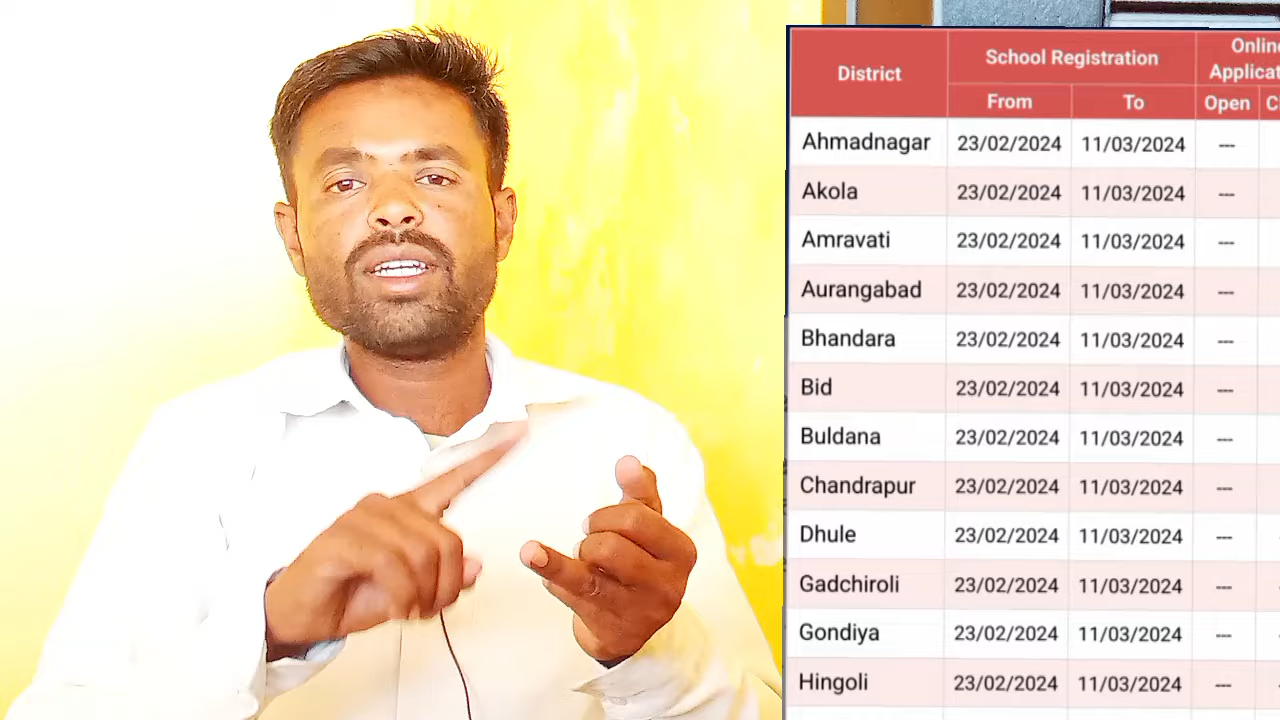 District School Registration Online
Applicat
From To Open C
Ahmadnagar 23/02/2024 11/03/2024 ---
Akola 23/02/2024 11/03/2024 ---
Amravati 23/02/2024 11/03/2024 ---
Aurangabad 23/02/2024 11/03/2024 ---
Bhandara 23/02/2024 11/03/2024 ---
Bid 23/02/2024 11/03/2024 ---
Buldana 23/02/2024 11/03/2024 ---
Chandrapur 23/02/2024 11/03/2024 ---
Dhule 23/02/2024 11/03/2024 ---
Gadchiroli 23/02/2024 11/03/2024 ---
Gondiya 23/02/2024 11/03/2024 ---
Hingoli 23/02/2024 11/03/2024 ---